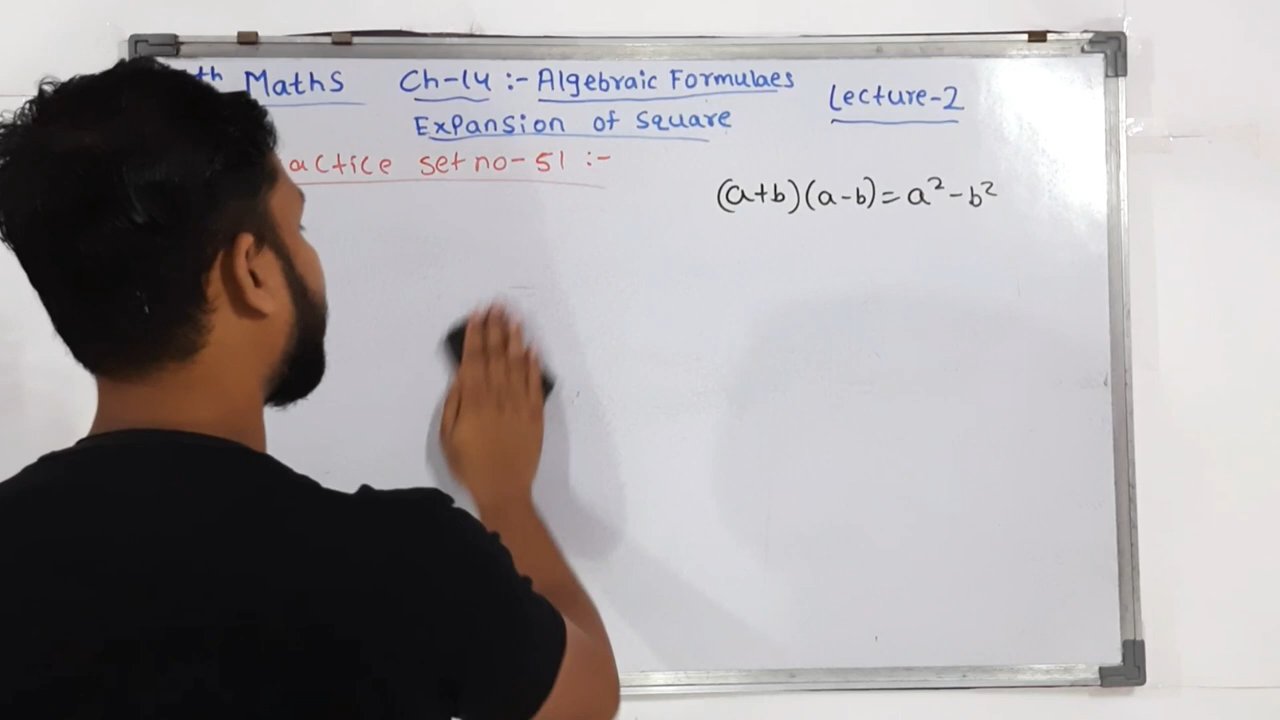 th Maths Ch-14 :- Algebraic Formulaes
Expansion of square
Lecture-2
actice set no-51 :-
(a+b)(a-b)=a²-b²